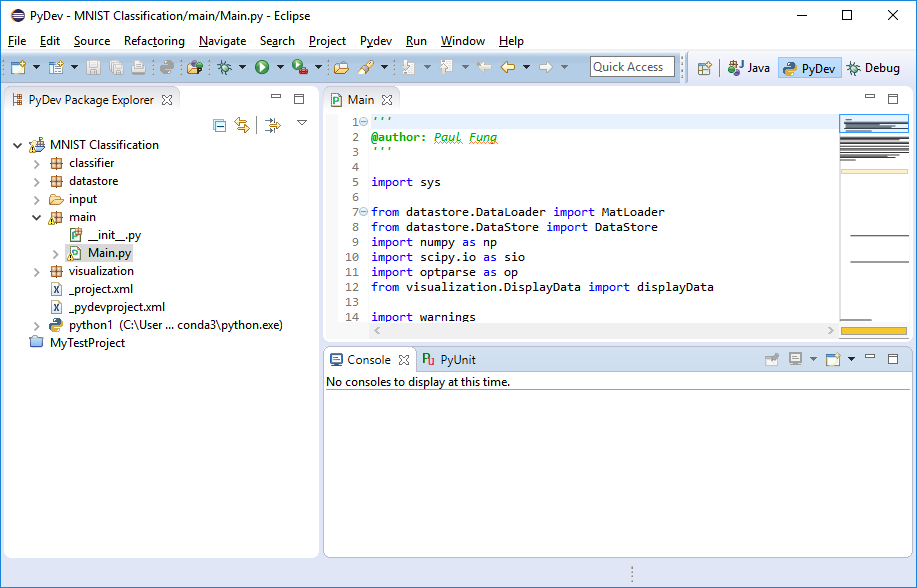 PyDev - MNIST Classification/main/Main.py - Eclipse
File Edit Source Refactoring Navigate Search Project Pydev Run Window Help
Quick Access Java PyDev Debug
PyDev Package Explorer
MNIST Classification
classifier
datastore
input
main
__init__.py
Main.py
visualization
_project.xml
_pydevproject.xml
python1 (C:\User ... conda3\python.exe)
MyTestProject
Main
1 '''
2 @author: Paul Fung
3 '''
4
5 import sys
6
7 from datastore.DataLoader import MatLoader
8 from datastore.DataStore import DataStore
9 import numpy as np
10 import scipy.io as sio
11 import optparse as op
12 from visualization.DisplayData import displayData
13
14 import warnings
Console PyUnit
No consoles to display at this time.